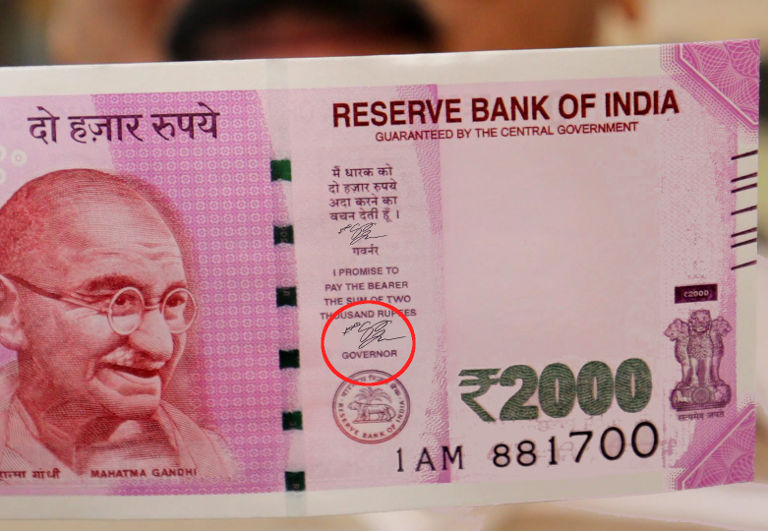 दो हज़ार रुपये
RESERVE BANK OF INDIA
GUARANTEED BY THE CENTRAL GOVERNMENT
मैं धारक को
दो हज़ार रुपये
अदा करने का
वचन देती हूँ ।
गवर्नर
I PROMISE TO
PAY THE BEARER
THE SUM OF TWO
THOUSAND RUPEES
GOVERNOR
RESERVE BANK OF INDIA
₹2000
₹2000
सत्यमेव जयते
1AM 881700
गांधी
MAHATMA GANDHI